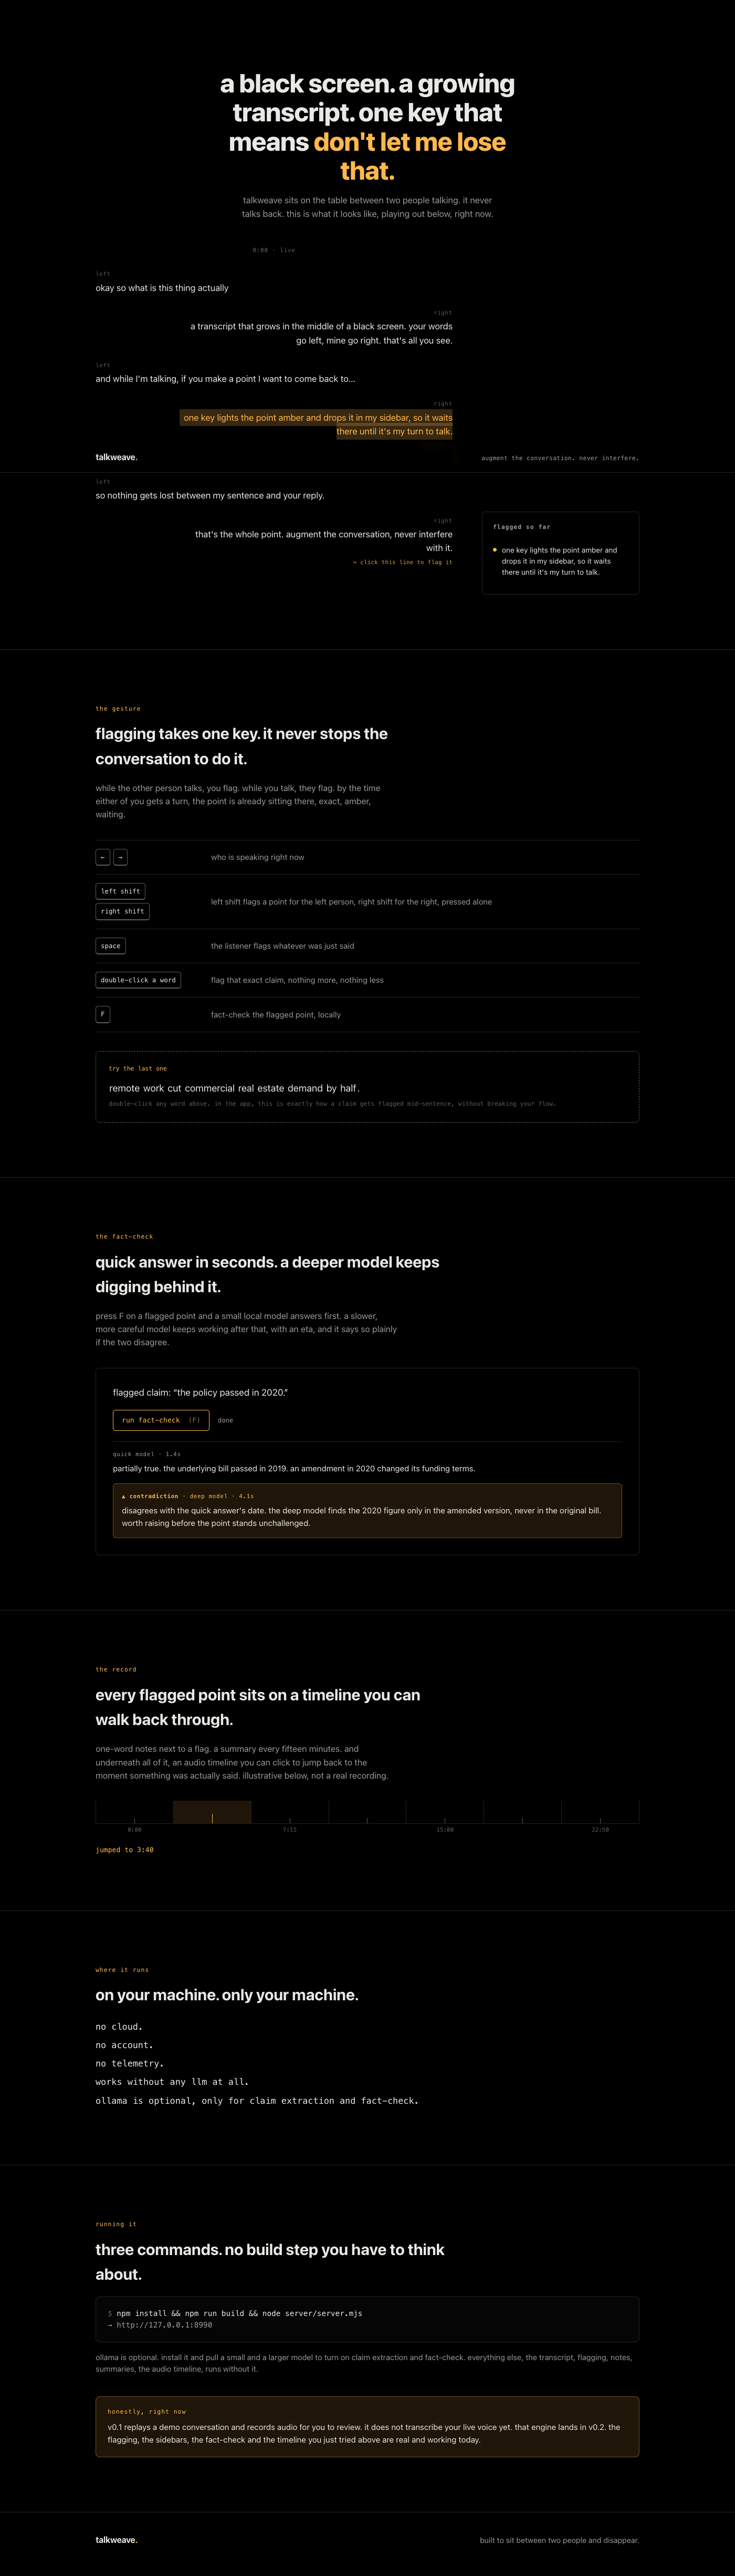 a black screen. a growing
transcript. one key that
means don't let me lose
that.
talkweave sits on the table between two people talking. it never
talks back. this is what it looks like, playing out below, right now.
0:08 · live
left
okay so what is this thing actually
right
a transcript that grows in the middle of a black screen. your words
go left, mine go right. that's all you see.
left
and while I'm talking, if you make a point I want to come back to...
right
one key lights the point amber and drops it in my sidebar, so it waits
there until it's my turn to talk.
talkweave.
augment the conversation. never interfere.
left
so nothing gets lost between my sentence and your reply.
right
that's the whole point. augment the conversation, never interfere
with it.
↪ click this line to flag it
flagged so far
one key lights the point amber and
drops it in my sidebar, so it waits
there until it's my turn to talk.
the gesture
flagging takes one key. it never stops the
conversation to do it.
while the other person talks, you flag. while you talk, they flag. by the time
either of you gets a turn, the point is already sitting there, exact, amber,
waiting.
← → who is speaking right now
left shift
right shift
left shift flags a point for the left person, right shift for the right, pressed alone
space the listener flags whatever was just said
double-click a word flag that exact claim, nothing more, nothing less
F fact-check the flagged point, locally
try the last one
remote work cut commercial real estate demand by half.
double-click any word above. in the app, this is exactly how a claim gets flagged mid-sentence, without breaking your flow.
the fact-check
quick answer in seconds. a deeper model keeps
digging behind it.
press F on a flagged point and a small local model answers first. a slower,
more careful model keeps working after that, with an eta, and it says so plainly
if the two disagree.
flagged claim: “the policy passed in 2020.”
run fact-check (F) done
quick model · 1.4s
partially true. the underlying bill passed in 2019. an amendment in 2020 changed its funding terms.
▲ contradiction · deep model · 4.1s
disagrees with the quick answer's date. the deep model finds the 2020 figure only in the amended version, never in the original bill.
worth raising before the point stands unchallenged.
the record
every flagged point sits on a timeline you can
walk back through.
one-word notes next to a flag. a summary every fifteen minutes. and
underneath all of it, an audio timeline you can click to jump back to the
moment something was actually said. illustrative below, not a real recording.
0:00 7:15 15:00 22:50
jumped to 3:40
where it runs
on your machine. only your machine.
no cloud.
no account.
no telemetry.
works without any llm at all.
ollama is optional, only for claim extraction and fact-check.
running it
three commands. no build step you have to think
about.
$ npm install && npm run build && node server/server.mjs
→ http://127.0.0.1:8990
ollama is optional. install it and pull a small and a larger model to turn on claim extraction and fact-check. everything else, the transcript, flagging, notes,
summaries, the audio timeline, runs without it.
honestly, right now
v0.1 replays a demo conversation and records audio for you to review. it does not transcribe your live voice yet. that engine lands in v0.2. the
flagging, the sidebars, the fact-check and the timeline you just tried above are real and working today.
talkweave.
built to sit between two people and disappear.